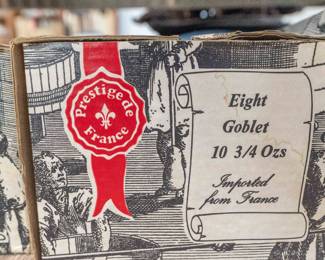 Prestige de
France
Eight
Goblet
10 3/4 Ozs
Imported
from France